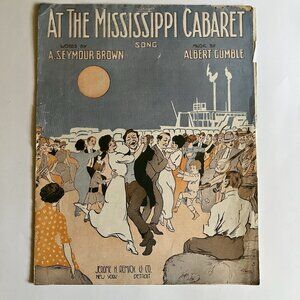 AT THE MISSISSIPPI CABARET
SONG
WORDS BY
A. SEYMOUR BROWN
MUSIC BY
ALBERT GUMBLE
JEROME H. REMICK & CO.
NEW YORK DETROIT